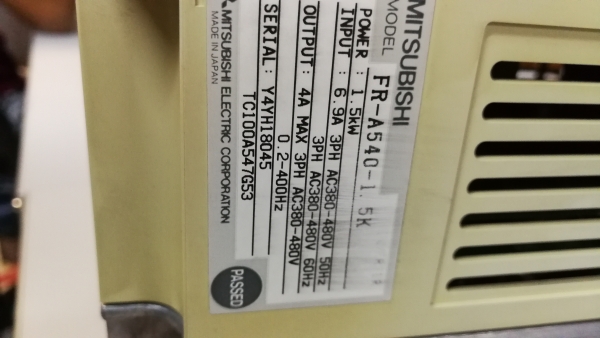 MITSUBISHI
MODEL FR-A540-1.5K
POWER : 1.5kW
INPUT : 6.9A 3PH AC380-480V 50Hz
3PH AC380-480V 60Hz
OUTPUT: 4A MAX 3PH AC380-480V
0.2-400Hz
SERIAL: Y4YH18045
TC100A547G53
MITSUBISHI ELECTRIC CORPORATION
MADE IN JAPAN
PASSED